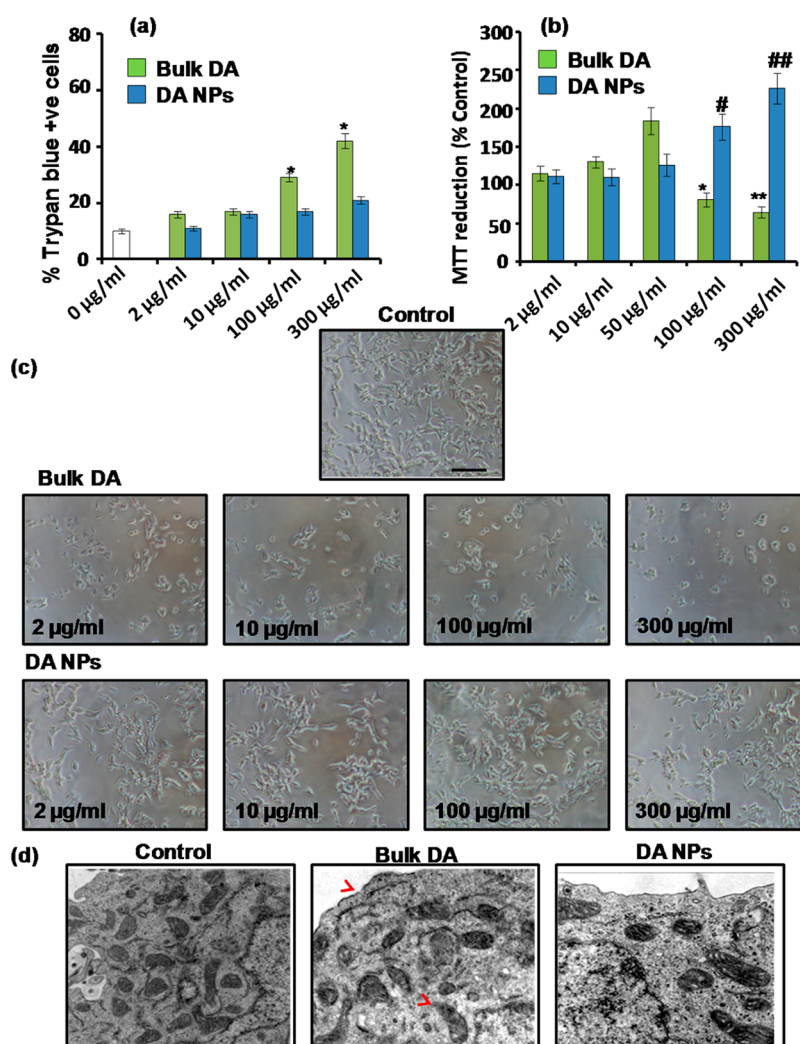 (a)
% Trypan blue +ve cells
80
60
40
20
0
Bulk DA
DA NPs
*
*
0 µg/ml
2 µg/ml
10 µg/ml
100 µg/ml
300 µg/ml
(b)
MTT reduction (% Control)
300
250
200
150
100
50
0
Bulk DA
DA NPs
*
#
**
##
2 µg/ml
10 µg/ml
50 µg/ml
100 µg/ml
300 µg/ml
(c)
Control
Bulk DA
2 µg/ml
10 µg/ml
100 µg/ml
300 µg/ml
DA NPs
2 µg/ml
10 µg/ml
100 µg/ml
300 µg/ml
(d)
Control
Bulk DA
DA NPs